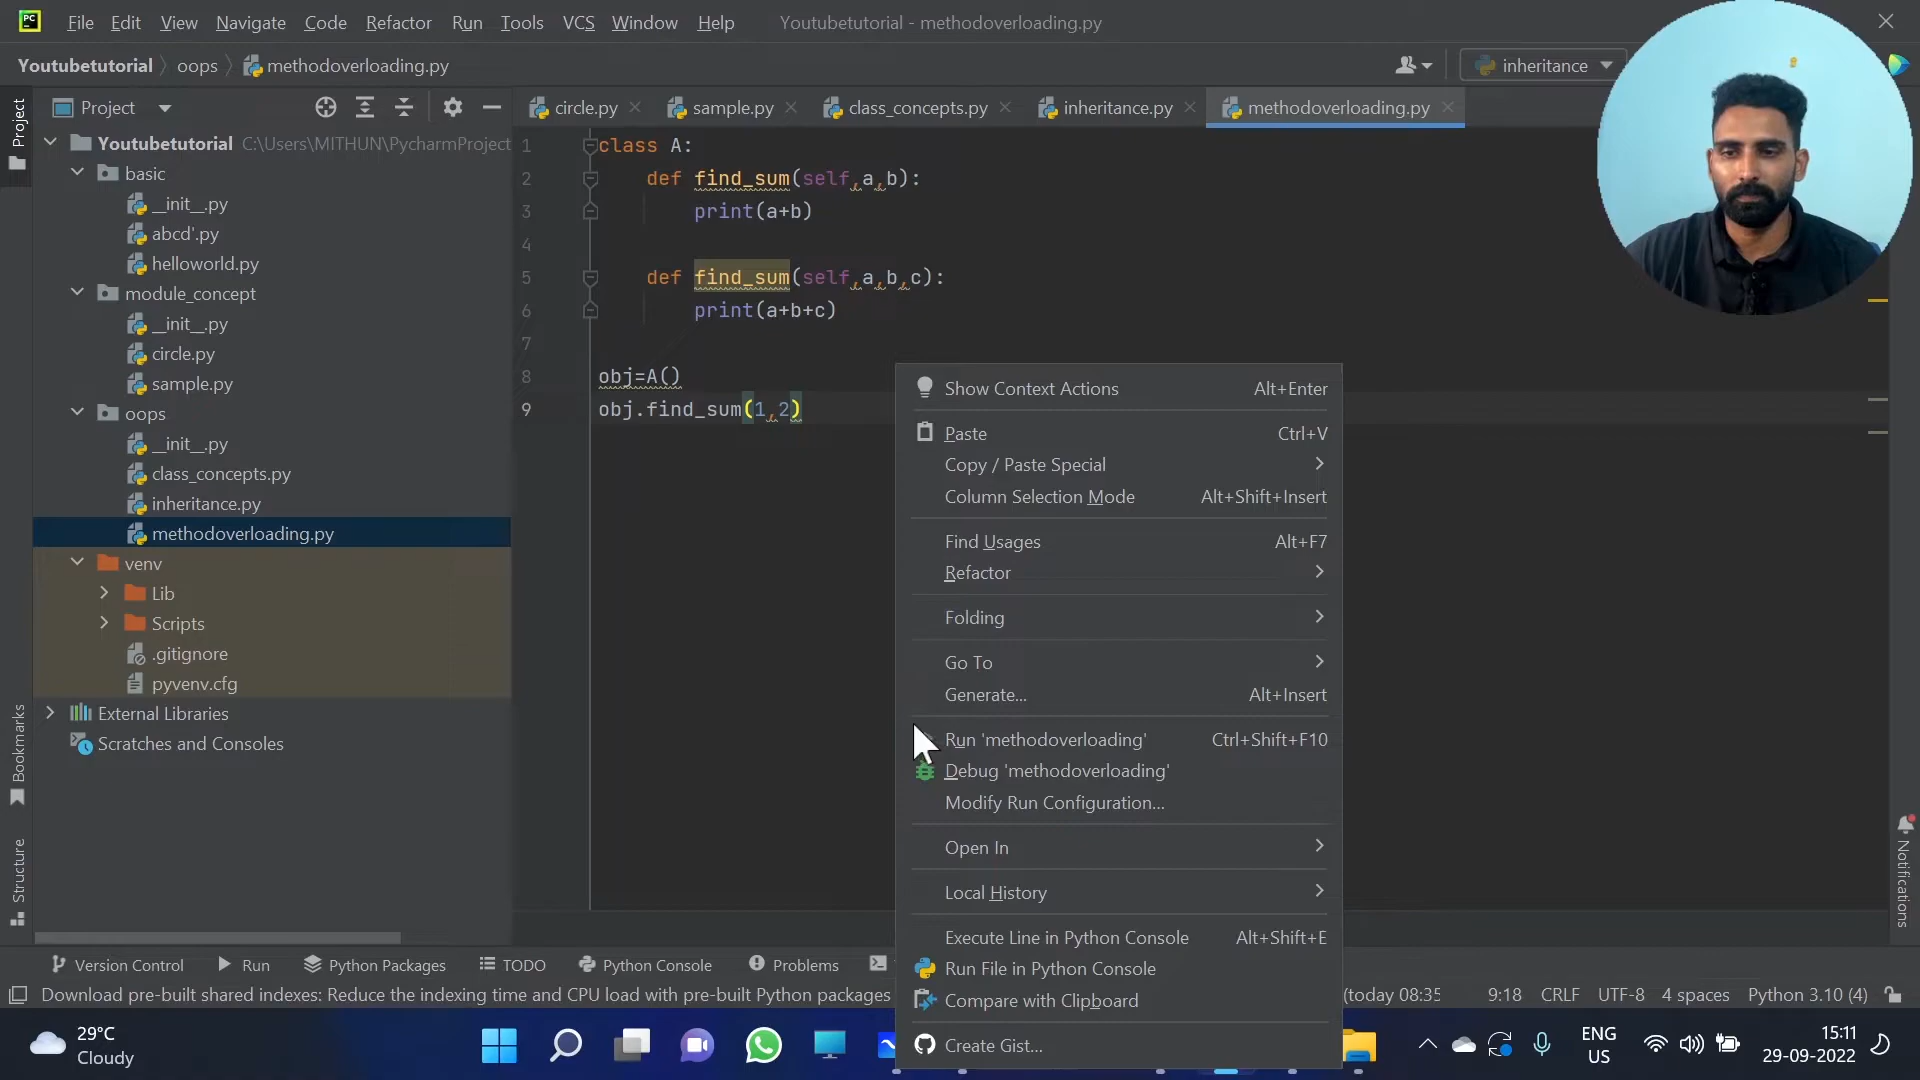 File Edit View Navigate Code Refactor Run Tools VCS Window Help Youtubetutorial - methodoverloading.py
Youtubetutorial oops methodoverloading.py inheritance
Project
circle.py sample.py class_concepts.py inheritance.py methodoverloading.py
Project
Youtubetutorial C:\Users\MITHUN\PycharmProject
basic
__init__.py
abcd'.py
helloworld.py
module_concept
__init__.py
circle.py
sample.py
oops
__init__.py
class_concepts.py
inheritance.py
methodoverloading.py
venv
Lib
Scripts
.gitignore
pyvenv.cfg
External Libraries
Scratches and Consoles
Bookmarks
Structure
1 class A:
2 def find_sum(self,a,b):
3 print(a+b)
4
5 def find_sum(self,a,b,c):
6 print(a+b+c)
7
8 obj=A()
9 obj.find_sum(1,2)
Show Context Actions Alt+Enter
Paste Ctrl+V
Copy / Paste Special
Column Selection Mode Alt+Shift+Insert
Find Usages Alt+F7
Refactor
Folding
Go To
Generate... Alt+Insert
Run 'methodoverloading' Ctrl+Shift+F10
Debug 'methodoverloading'
Modify Run Configuration...
Open In
Local History
Execute Line in Python Console Alt+Shift+E
Run File in Python Console
Compare with Clipboard
Create Gist...
Notifications
Version Control Run Python Packages TODO Python Console Problems
Download pre-built shared indexes: Reduce the indexing time and CPU load with pre-built Python packages (today 08:35 9:18 CRLF UTF-8 4 spaces Python 3.10 (4)
29°C
Cloudy
ENG
US
15:11
29-09-2022